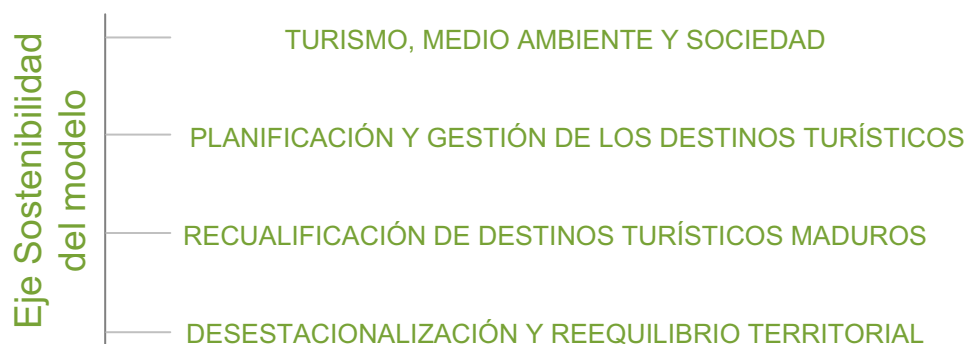 Eje Sostenibilidad
del modelo
TURISMO, MEDIO AMBIENTE Y SOCIEDAD
PLANIFICACIÓN Y GESTIÓN DE LOS DESTINOS TURÍSTICOS
RECUALIFICACIÓN DE DESTINOS TURÍSTICOS MADUROS
DESESTACIONALIZACIÓN Y REEQUILIBRIO TERRITORIAL